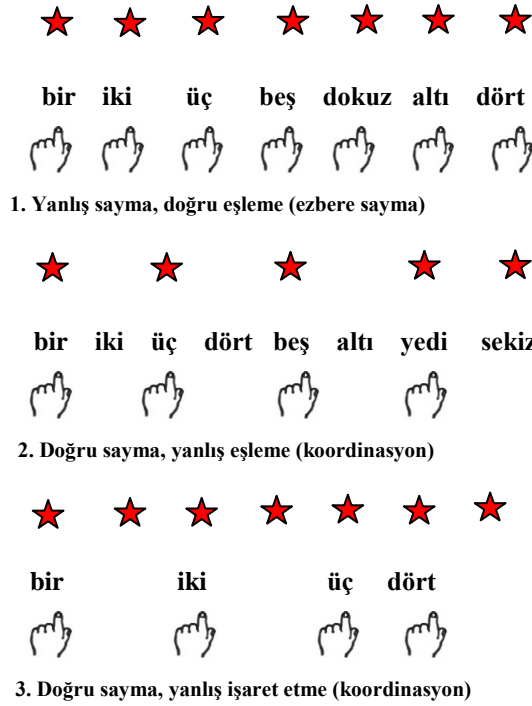 bir iki üç beş dokuz altı dört
1. Yanlış sayma, doğru eşleme (ezbere sayma)
bir iki üç dört beş altı yedi sekiz
2. Doğru sayma, yanlış eşleme (koordinasyon)
bir iki üç dört
3. Doğru sayma, yanlış işaret etme (koordinasyon)